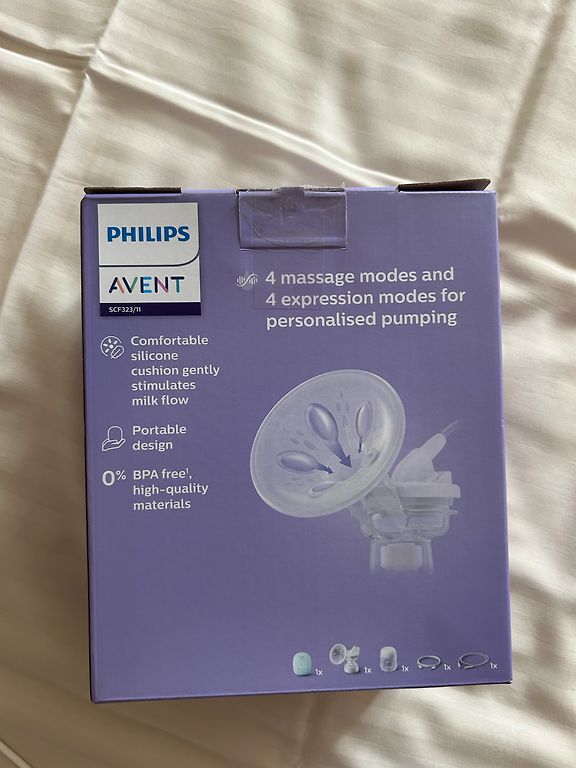 PHILIPS
AVENT
SCF323/11
4 massage modes and
4 expression modes for
personalised pumping
Comfortable
silicone
cushion gently
stimulates
milk flow
Portable
design
0%
BPA free¹,
high-quality
materials
1x
1x
1x
1x
1x